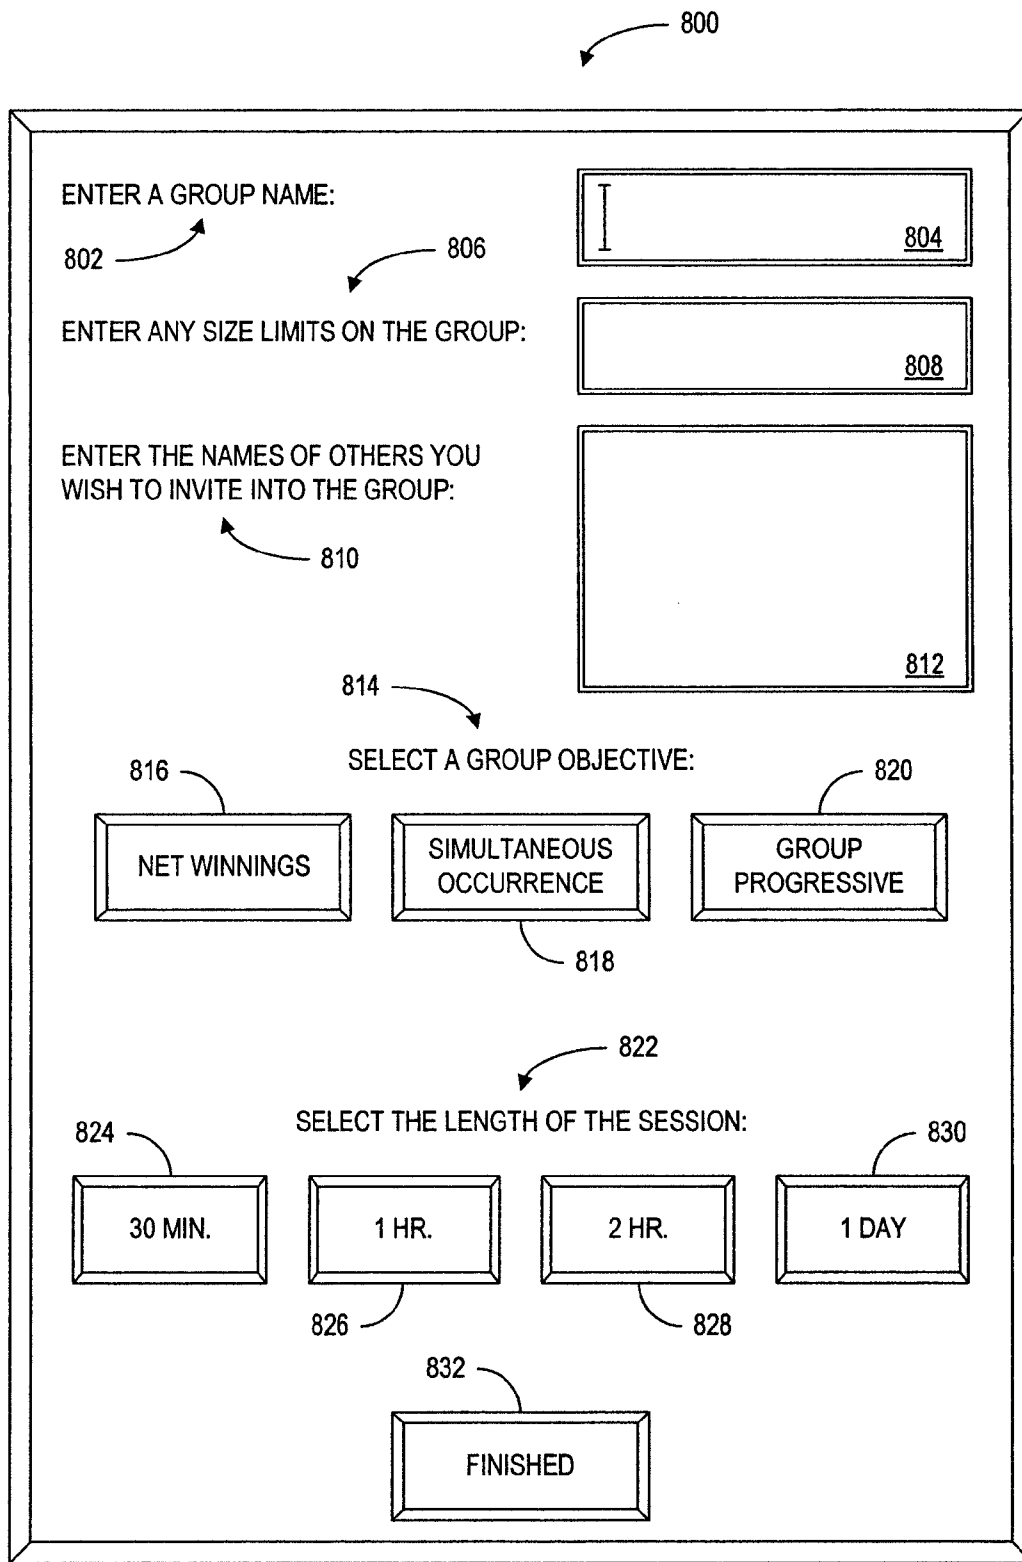 800
ENTER A GROUP NAME:
804
802
806
ENTER ANY SIZE LIMITS ON THE GROUP:
808
ENTER THE NAMES OF OTHERS YOU
WISH TO INVITE INTO THE GROUP:
810
812
814
SELECT A GROUP OBJECTIVE:
816
820
NET WINNINGS
SIMULTANEOUS
OCCURRENCE
GROUP
PROGRESSIVE
818
822
SELECT THE LENGTH OF THE SESSION:
824
830
30 MIN.
1 HR.
2 HR.
1 DAY
826
828
832
FINISHED